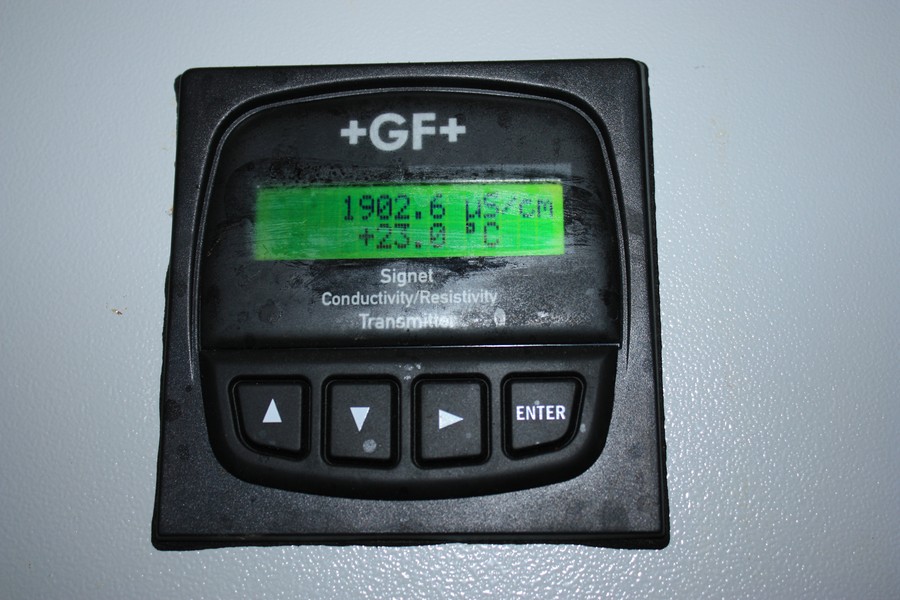 +GF+
1902.6 µS/cm
+23.0 °C
Signet
Conductivity/Resistivity
Transmitter
ENTER